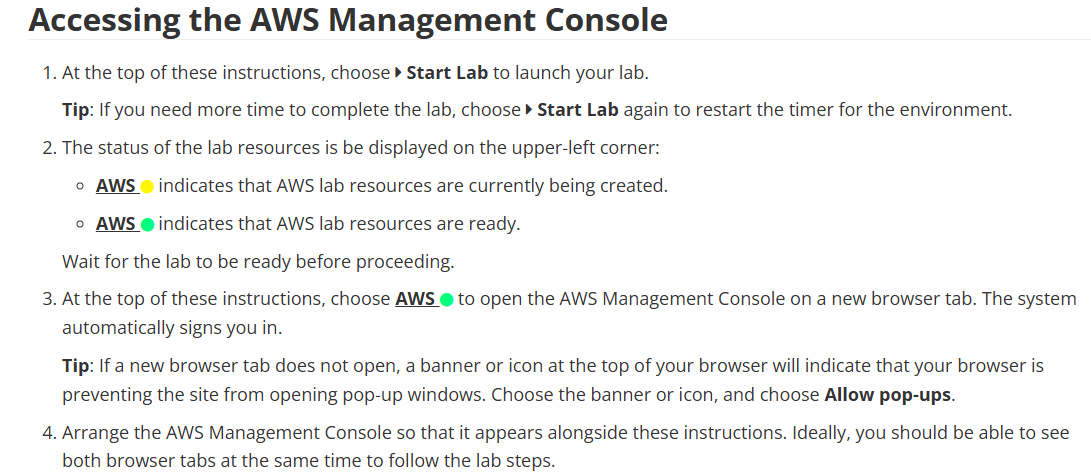 Accessing the AWS Management Console
1. At the top of these instructions, choose ▶ Start Lab to launch your lab.
Tip: If you need more time to complete the lab, choose ▶ Start Lab again to restart the timer for the environment.
2. The status of the lab resources is be displayed on the upper-left corner:
AWS indicates that AWS lab resources are currently being created.
AWS indicates that AWS lab resources are ready.
Wait for the lab to be ready before proceeding.
3. At the top of these instructions, choose AWS to open the AWS Management Console on a new browser tab. The system
automatically signs you in.
Tip: If a new browser tab does not open, a banner or icon at the top of your browser will indicate that your browser is
preventing the site from opening pop-up windows. Choose the banner or icon, and choose Allow pop-ups.
4. Arrange the AWS Management Console so that it appears alongside these instructions. Ideally, you should be able to see
both browser tabs at the same time to follow the lab steps.